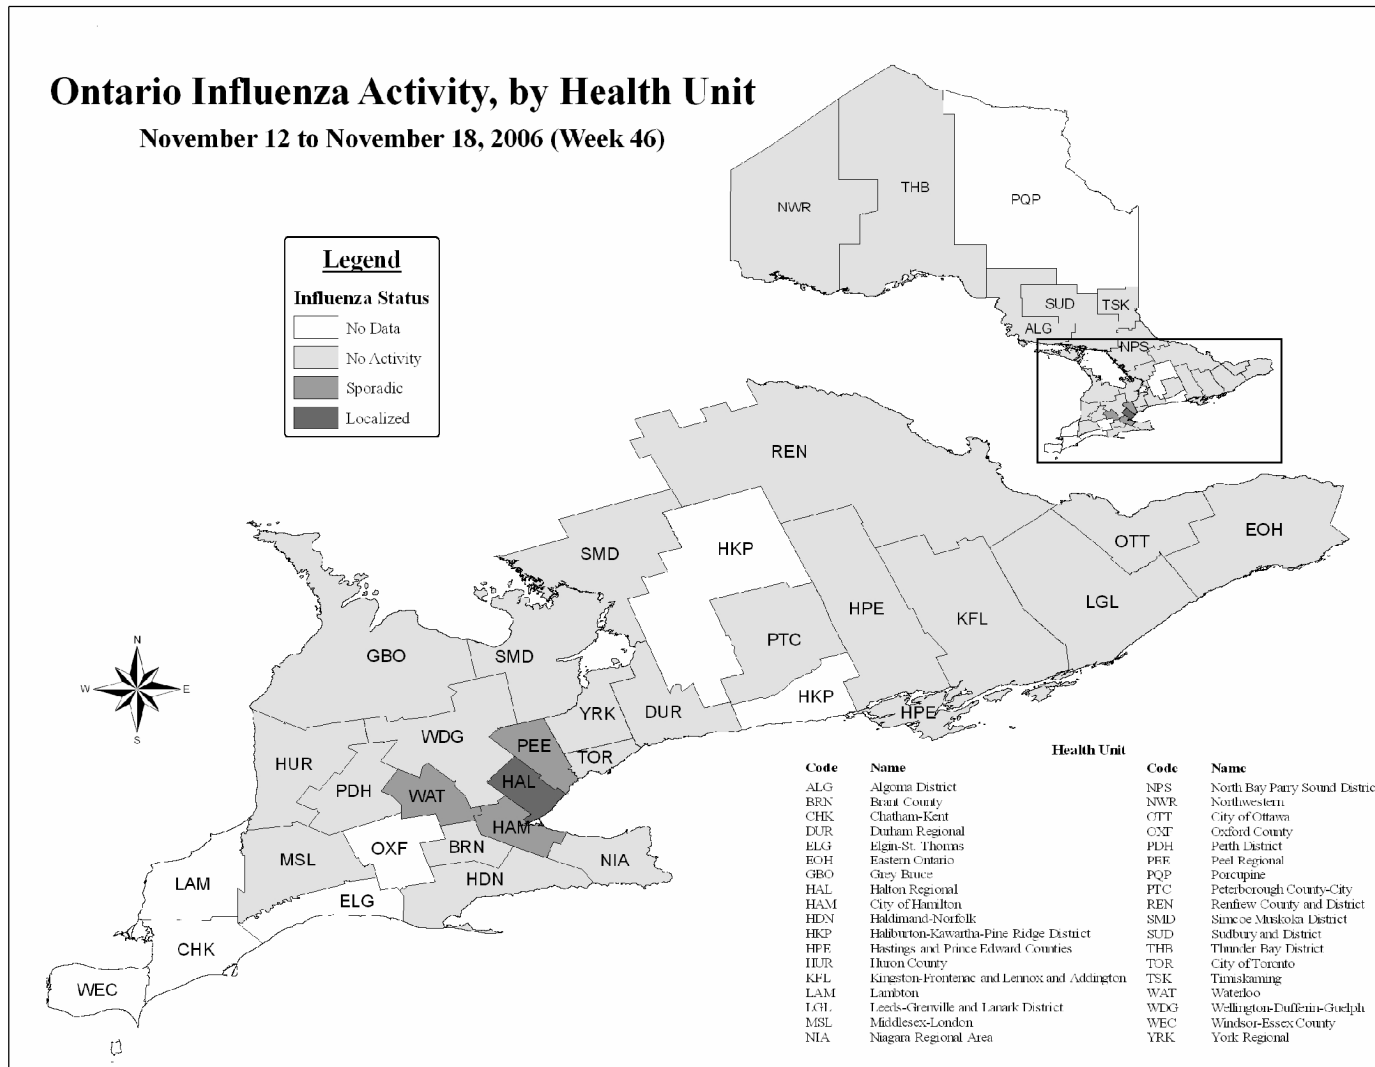 Ontario Influenza Activity, by Health Unit
November 12 to November 18, 2006 (Week 46)
Legend
Influenza Status
No Data
No Activity
Sporadic
Localized
NWR
THB
PQP
SUD
TSK
ALG
NPS
REN
SMD
HKP
OTT
EOH
HPE
KFL
LGL
PTC
GBO
SMD
HKP
HPE
YRK
DUR
WDG
PEE
TOR
HUR
PDH
WAT
HAL
HAM
MSL
OXF
BRN
NIA
LAM
ELG
HDN
CHK
WEC
N
W
E
S
Health Unit
Code Name Code Name
ALG Algoma District NPS North Bay Parry Sound Distric
BRN Brant County NWR Northwestern
CHK Chatham-Kent OTT City of Ottawa
DUR Durham Regional OXF Oxford County
ELG Elgin-St. Thomas PDH Perth District
EOH Eastern Ontario PEE Peel Regional
GBO Grey Bruce PQP Porcupine
HAL Halton Regional PTC Peterborough County-City
HAM City of Hamilton REN Renfrew County and District
HDN Haldimand-Norfolk SMD Simcoe Muskoka District
HKP Haliburton-Kawartha-Pine Ridge District SUD Sudbury and District
HPE Hastings and Prince Edward Counties THB Thunder Bay District
HUR Huron County TOR City of Toronto
KFL Kingston-Frontenac and Lennox and Addington TSK Timiskaming
LAM Lambton WAT Waterloo
LGL Leeds-Grenville and Lanark District WDG Wellington-Dufferin-Guelph
MSL Middlesex-London WEC Windsor-Essex County
NIA Niagara Regional Area YRK York Regional